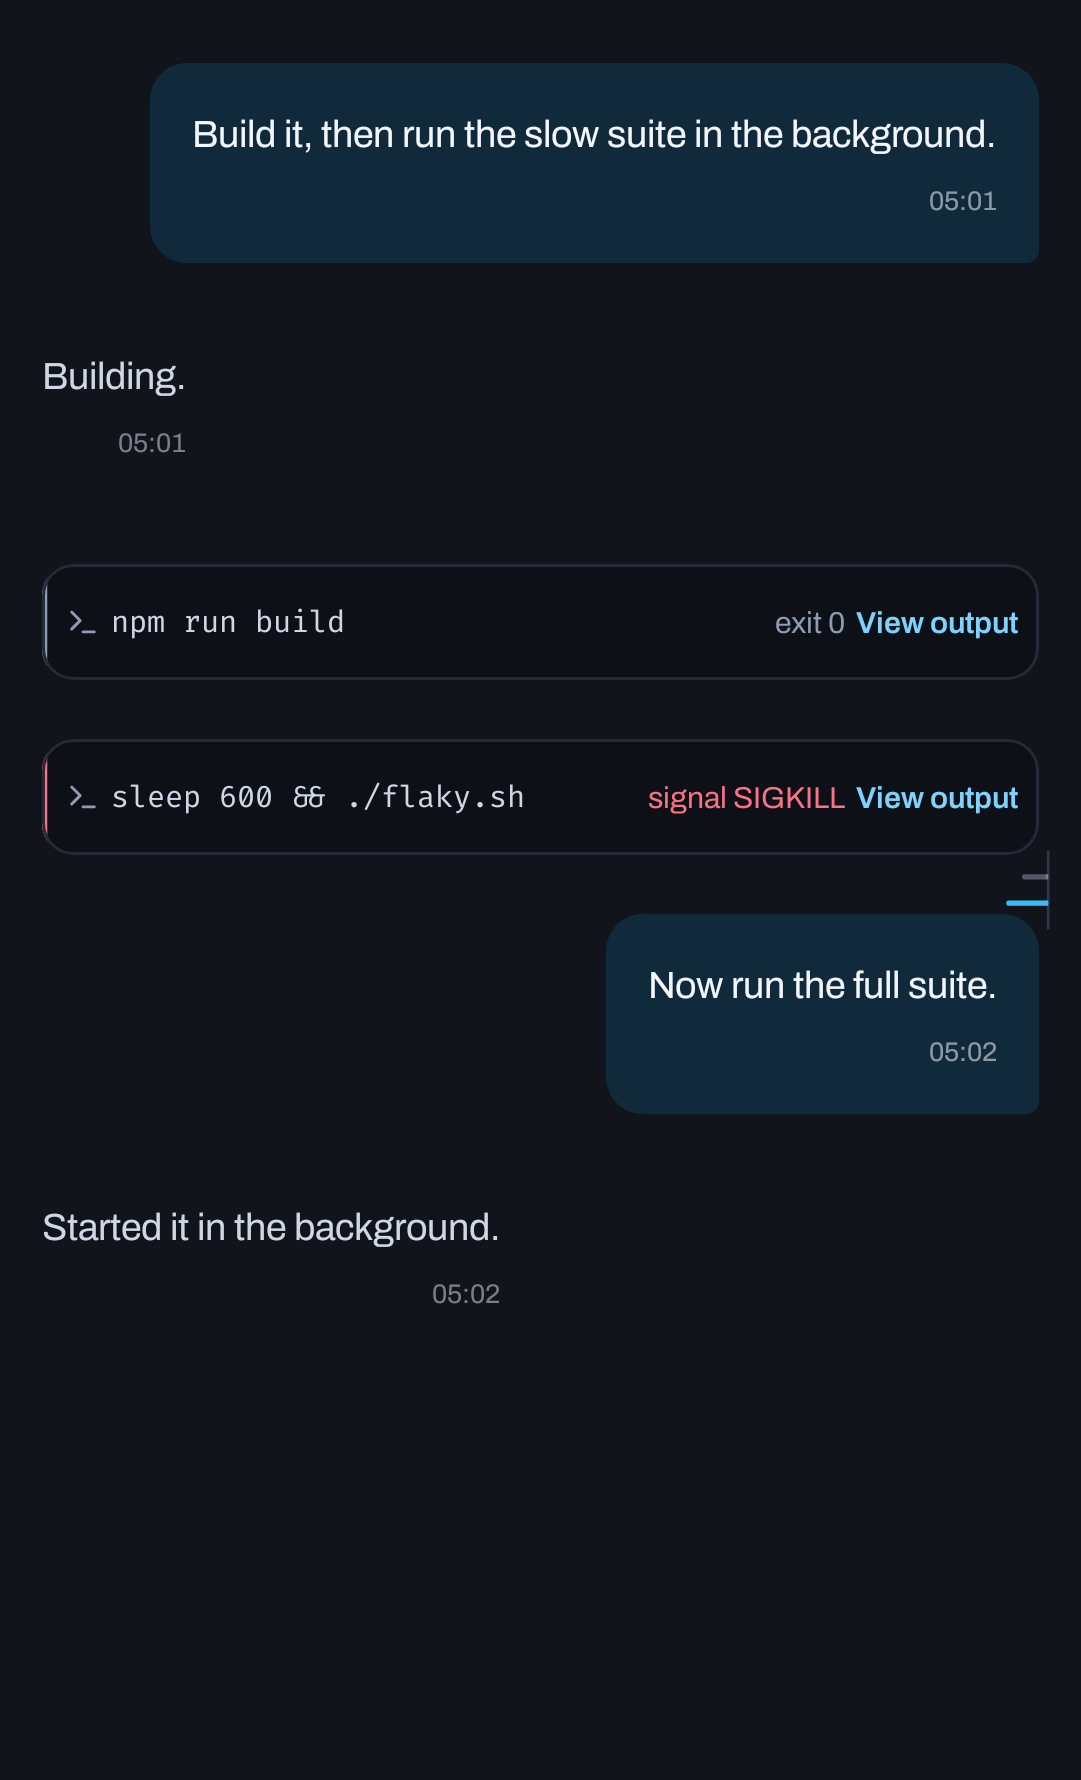 Build it, then run the slow suite in the background.
05:01
Building.
05:01
npm run build exit 0 View output
sleep 600 && ./flaky.sh signal SIGKILL View output
Now run the full suite.
05:02
Started it in the background.
05:02